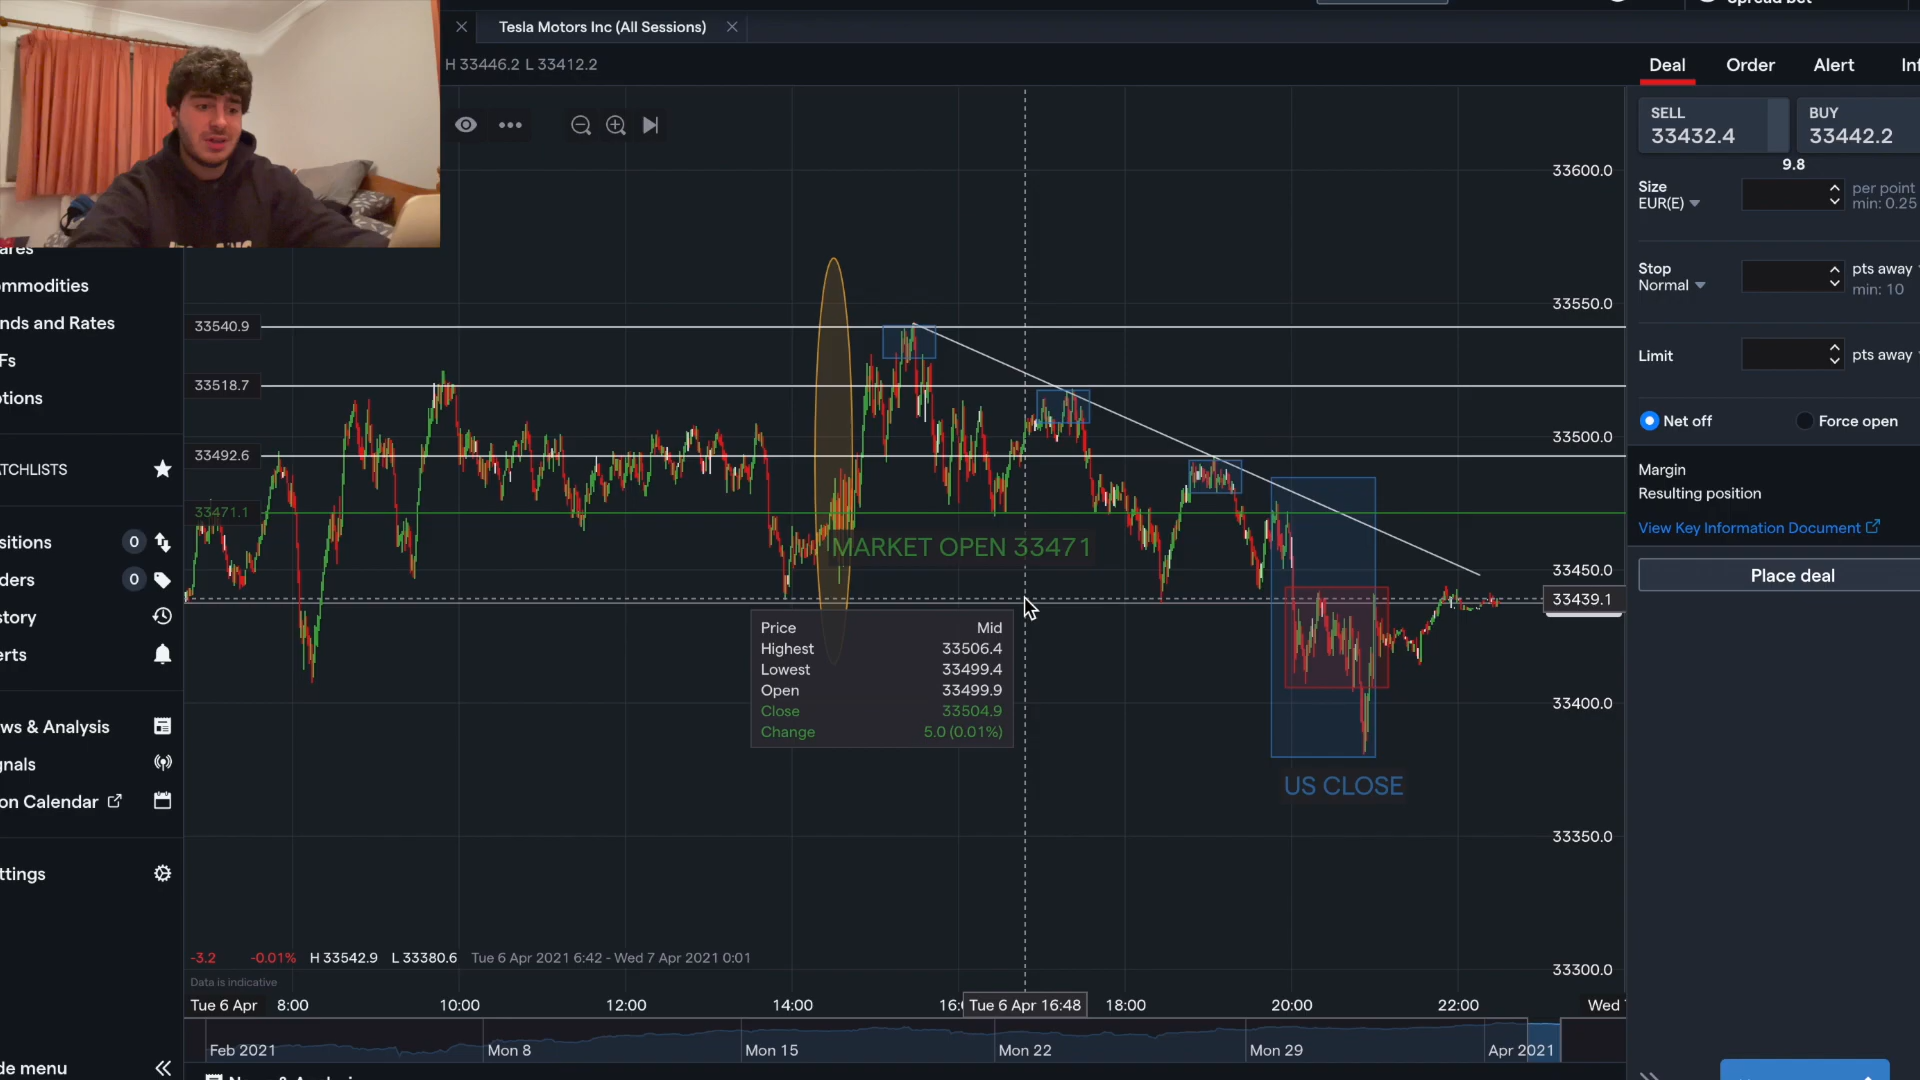 Tesla Motors Inc (All Sessions)
H 33446.2 L 33412.2
Spread bet
Deal
Order
Alert
Inf
SELL
33432.4
BUY
33442.2
9.8
Size
EUR(E)
per point
min: 0.25
Stop
Normal
pts away
min: 10
Limit
pts away
Net off
Force open
Margin
Resulting position
View Key Information Document
Place deal
ares
ommodities
nds and Rates
Fs
otions
ATCHLISTS
sitions
0
ders
0
story
erts
ws & Analysis
gnals
on Calendar
ttings
de menu
33600.0
33550.0
33500.0
33450.0
33439.1
33400.0
33350.0
33300.0
33540.9
33518.7
33492.6
33471.1
MARKET OPEN 33471
Price Mid
Highest 33506.4
Lowest 33499.4
Open 33499.9
Close 33504.9
Change 5.0 (0.01%)
US CLOSE
-3.2 -0.01% H 33542.9 L 33380.6 Tue 6 Apr 2021 6:42 - Wed 7 Apr 2021 0:01
Data is indicative
Tue 6 Apr 8:00 10:00 12:00 14:00 16: Tue 6 Apr 16:48 18:00 20:00 22:00 Wed
Feb 2021 Mon 8 Mon 15 Mon 22 Mon 29 Apr 2021